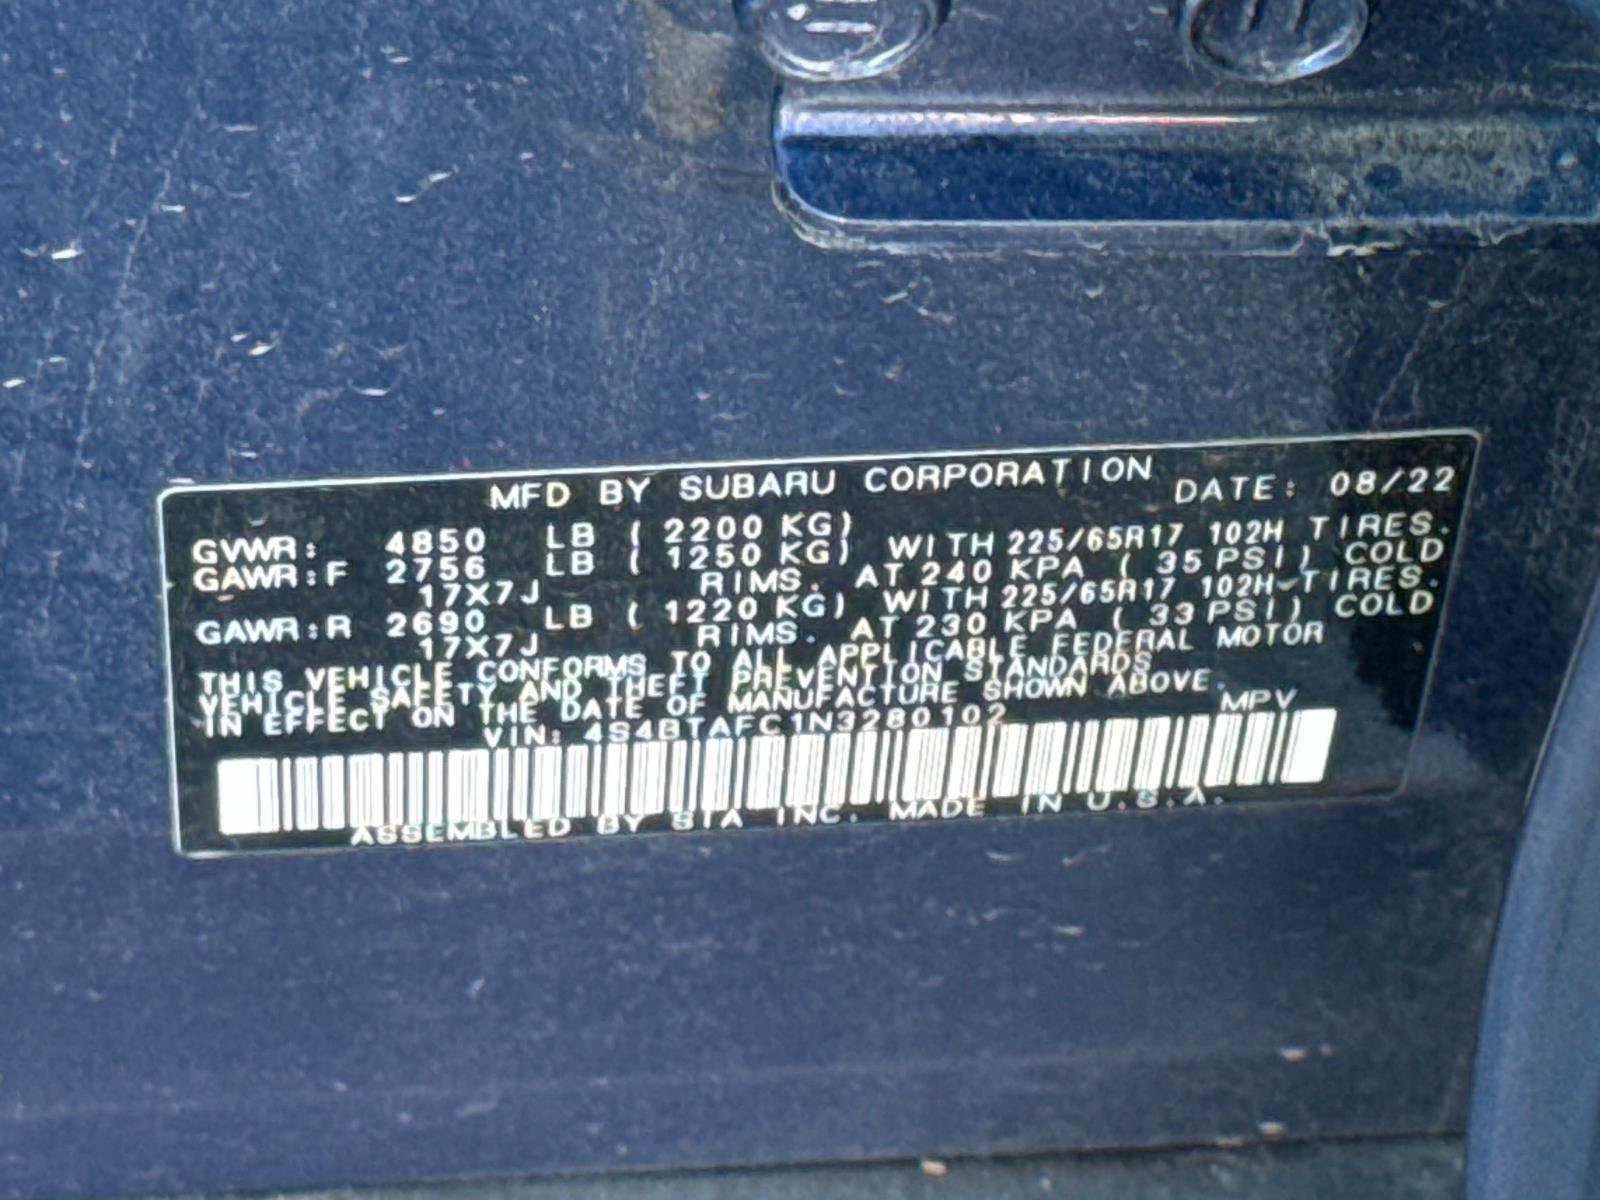 MFD BY SUBARU CORPORATION DATE: 08/22
GVWR: 4850 LB ( 2200 KG)
GAWR:F 2756 LB ( 1250 KG) WITH 225/65R17 102H TIRES.
17X7J RIMS. AT 240 KPA ( 35 PSI) COLD
GAWR:R 2690 LB ( 1220 KG) WITH 225/65R17 102H TIRES.
17X7J RIMS. AT 230 KPA ( 33 PSI) COLD
THIS VEHICLE CONFORMS TO ALL APPLICABLE FEDERAL MOTOR
VEHICLE SAFETY AND THEFT PREVENTION STANDARDS
IN EFFECT ON THE DATE OF MANUFACTURE SHOWN ABOVE.
VIN: 4S4BTAFC1N3280102 MPV
ASSEMBLED BY SIA INC. MADE IN U.S.A.